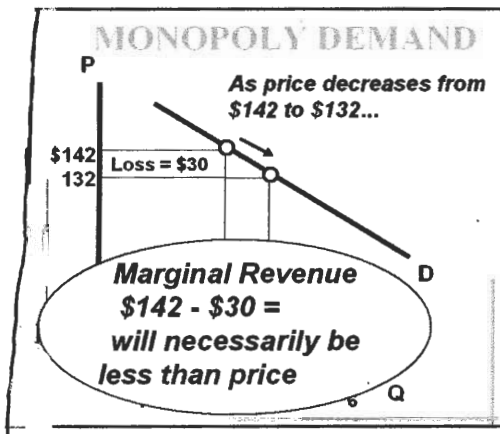 MONOPOLY DEMAND
P
As price decreases from
$142 to $132...
$142
Loss = $30
132
D
Marginal Revenue
$142 - $30 =
will necessarily be
less than price
6
Q